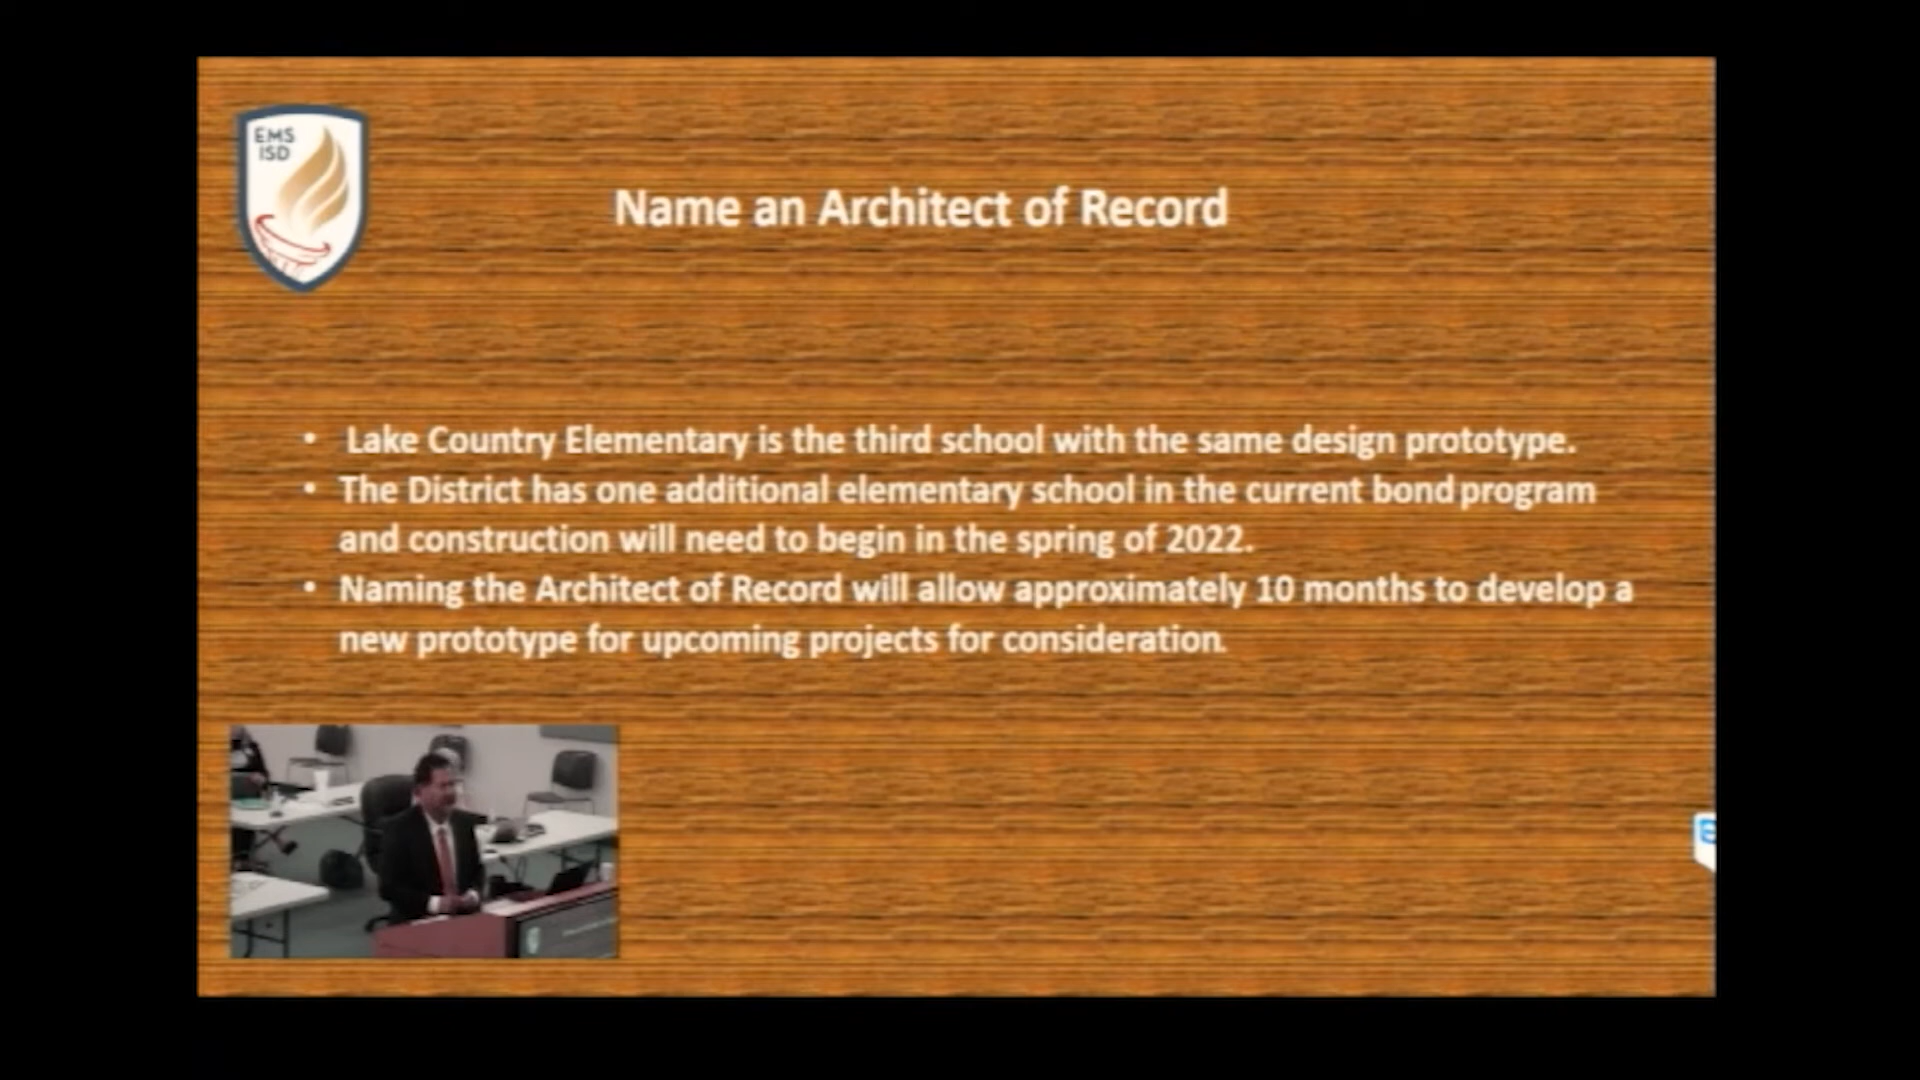 EMS
ISD
Name an Architect of Record
• Lake Country Elementary is the third school with the same design prototype.
• The District has one additional elementary school in the current bond program
and construction will need to begin in the spring of 2022.
• Naming the Architect of Record will allow approximately 10 months to develop a
new prototype for upcoming projects for consideration.